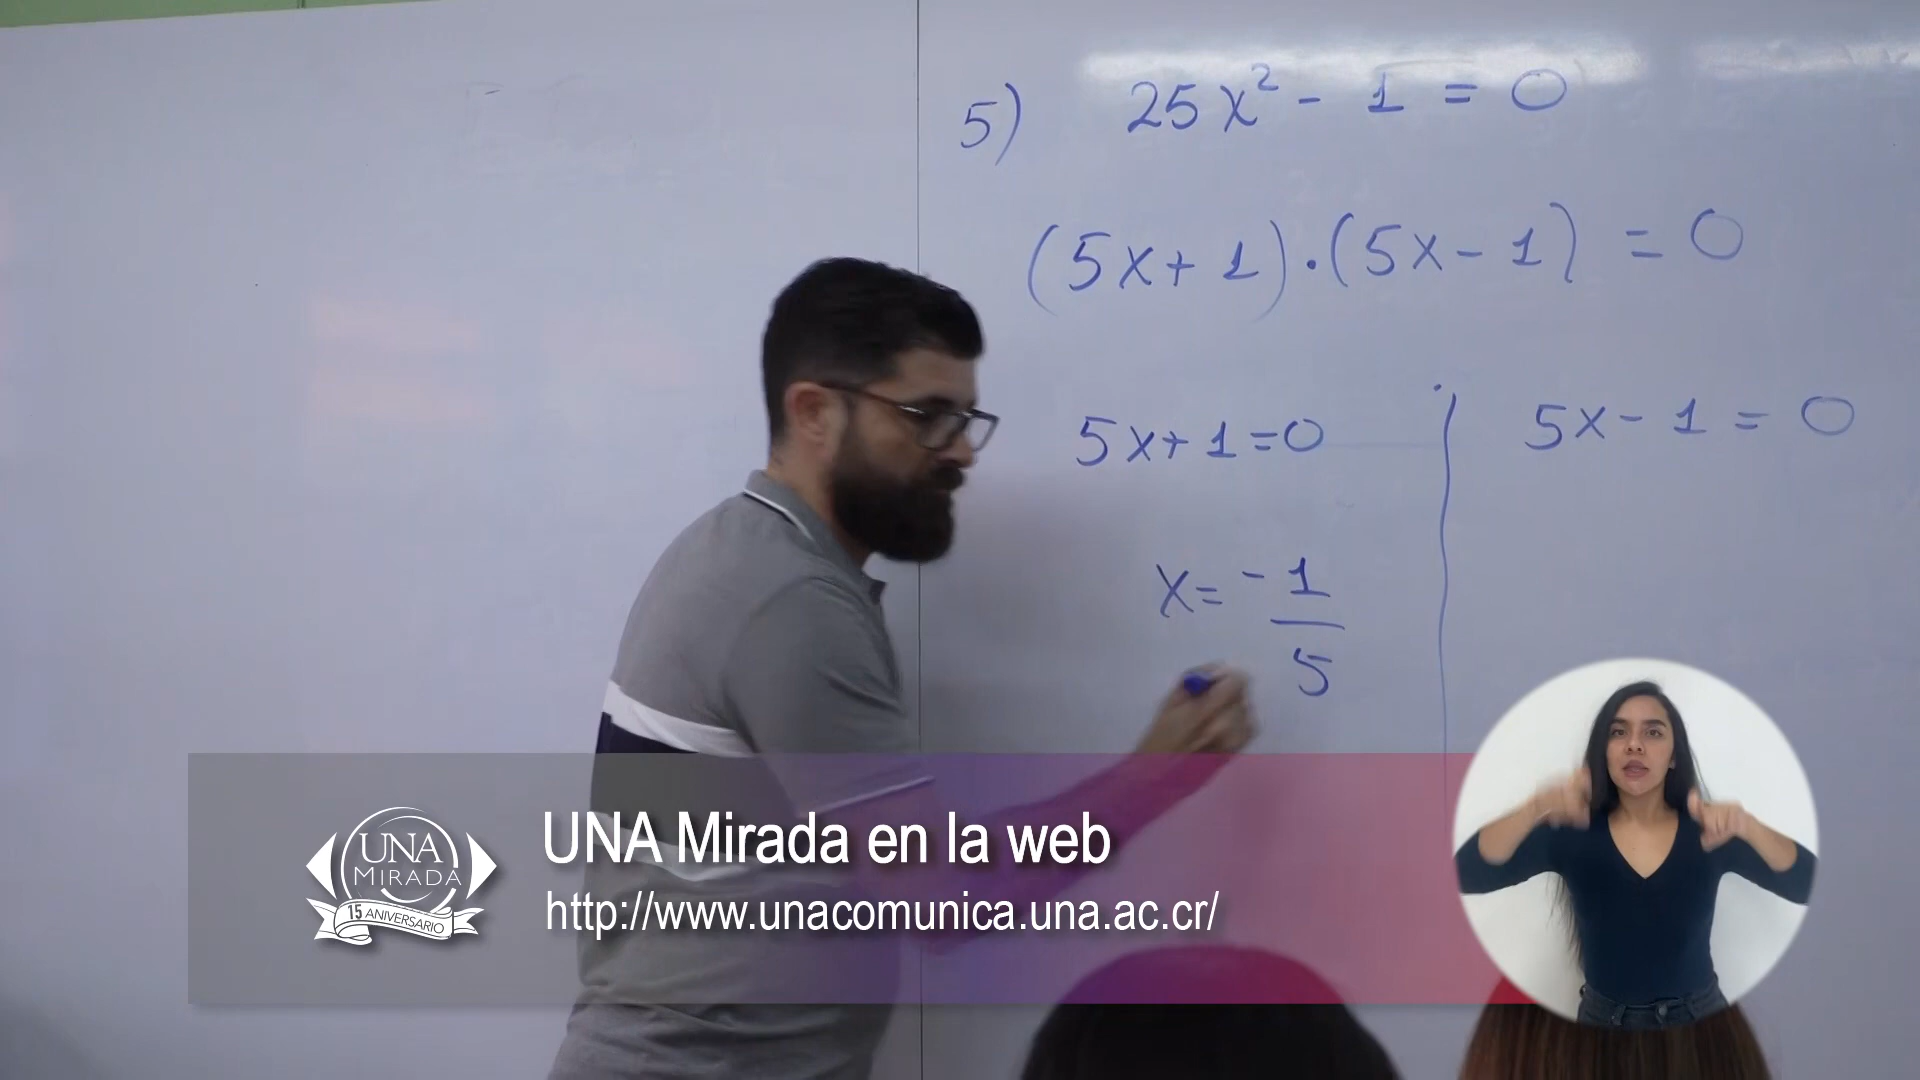 5) 25x² - 1 = 0
(5x + 1) · (5x - 1) = 0
5x + 1 = 0
5x - 1 = 0
x = -1/5
UNA
MIRADA
15 ANIVERSARIO
UNA Mirada en la web
http://www.unacomunica.una.ac.cr/